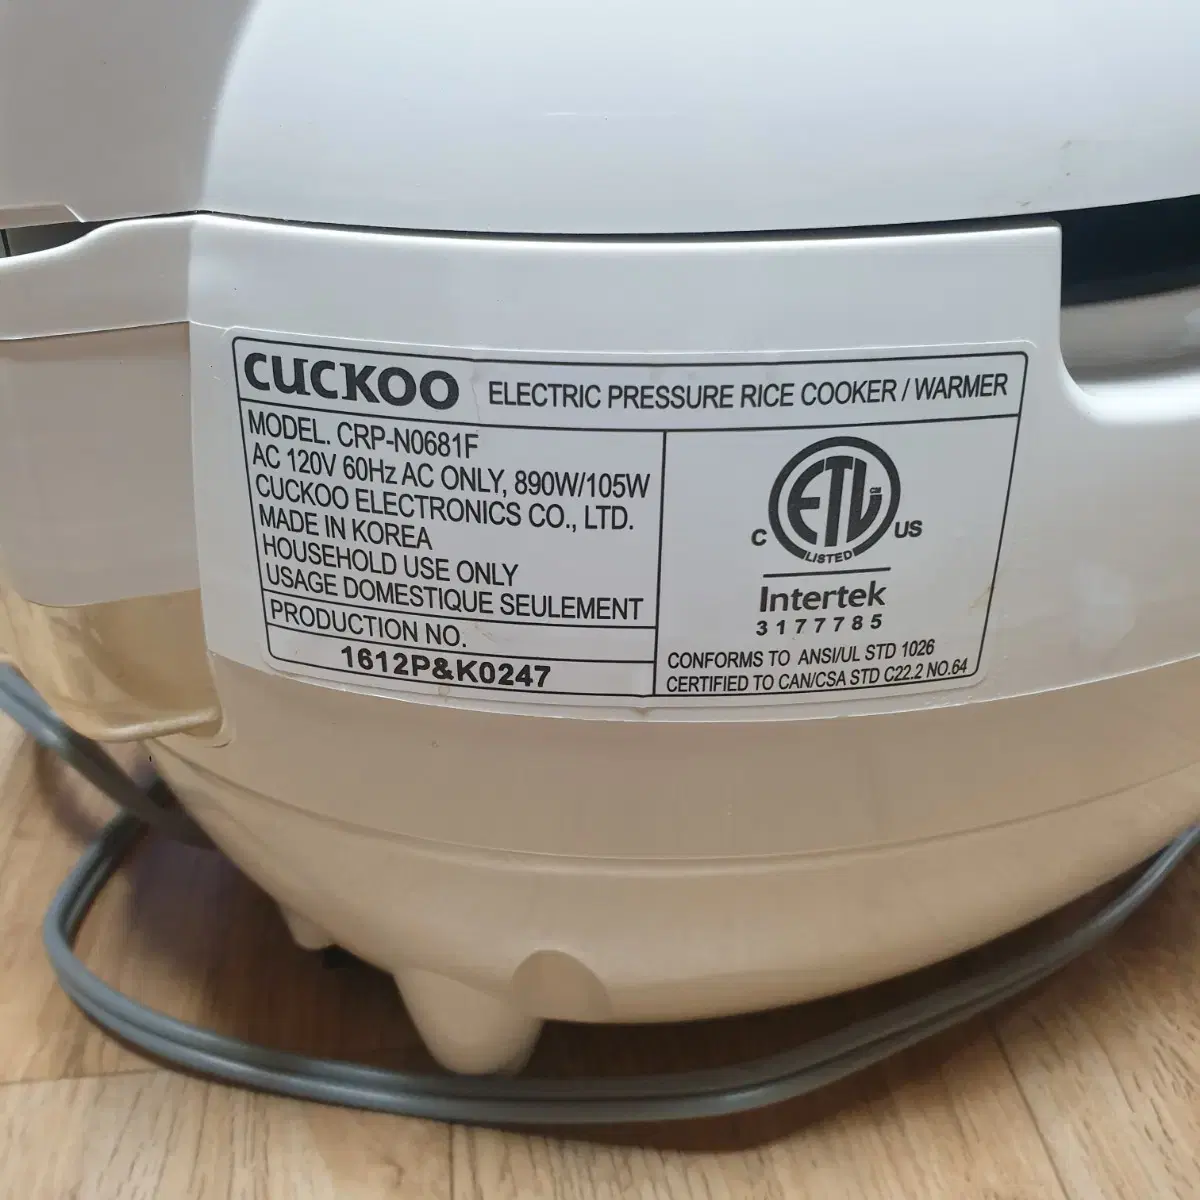 CUCKOO ELECTRIC PRESSURE RICE COOKER / WARMER
MODEL. CRP-N0681F
AC 120V 60Hz AC ONLY, 890W/105W
CUCKOO ELECTRONICS CO., LTD.
MADE IN KOREA
HOUSEHOLD USE ONLY
USAGE DOMESTIQUE SEULEMENT
PRODUCTION NO.
1612P&K0247
ETL
CM
C US
LISTED
Intertek
3177785
CONFORMS TO ANSI/UL STD 1026
CERTIFIED TO CAN/CSA STD C22.2 NO.64